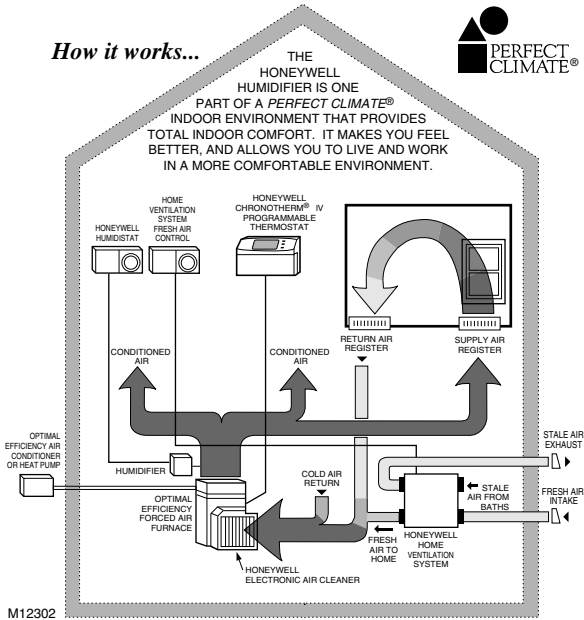 How it works...
PERFECT
CLIMATE®
THE
HONEYWELL
HUMIDIFIER IS ONE
PART OF A PERFECT CLIMATE®
INDOOR ENVIRONMENT THAT PROVIDES
TOTAL INDOOR COMFORT. IT MAKES YOU FEEL
BETTER, AND ALLOWS YOU TO LIVE AND WORK
IN A MORE COMFORTABLE ENVIRONMENT.
HONEYWELL
HUMIDISTAT
HOME
VENTILATION
SYSTEM
FRESH AIR
CONTROL
HONEYWELL
CHRONOTHERM® IV
PROGRAMMABLE
THERMOSTAT
RETURN AIR
REGISTER
SUPPLY AIR
REGISTER
CONDITIONED
AIR
CONDITIONED
AIR
OPTIMAL
EFFICIENCY AIR
CONDITIONER
OR HEAT PUMP
HUMIDIFIER
OPTIMAL
EFFICIENCY
FORCED AIR
FURNACE
COLD AIR
RETURN
STALE AIR
EXHAUST
STALE
AIR FROM
BATHS
FRESH AIR
INTAKE
FRESH
AIR TO
HOME
HONEYWELL
HOME
VENTILATION
SYSTEM
HONEYWELL
ELECTRONIC AIR CLEANER
M12302